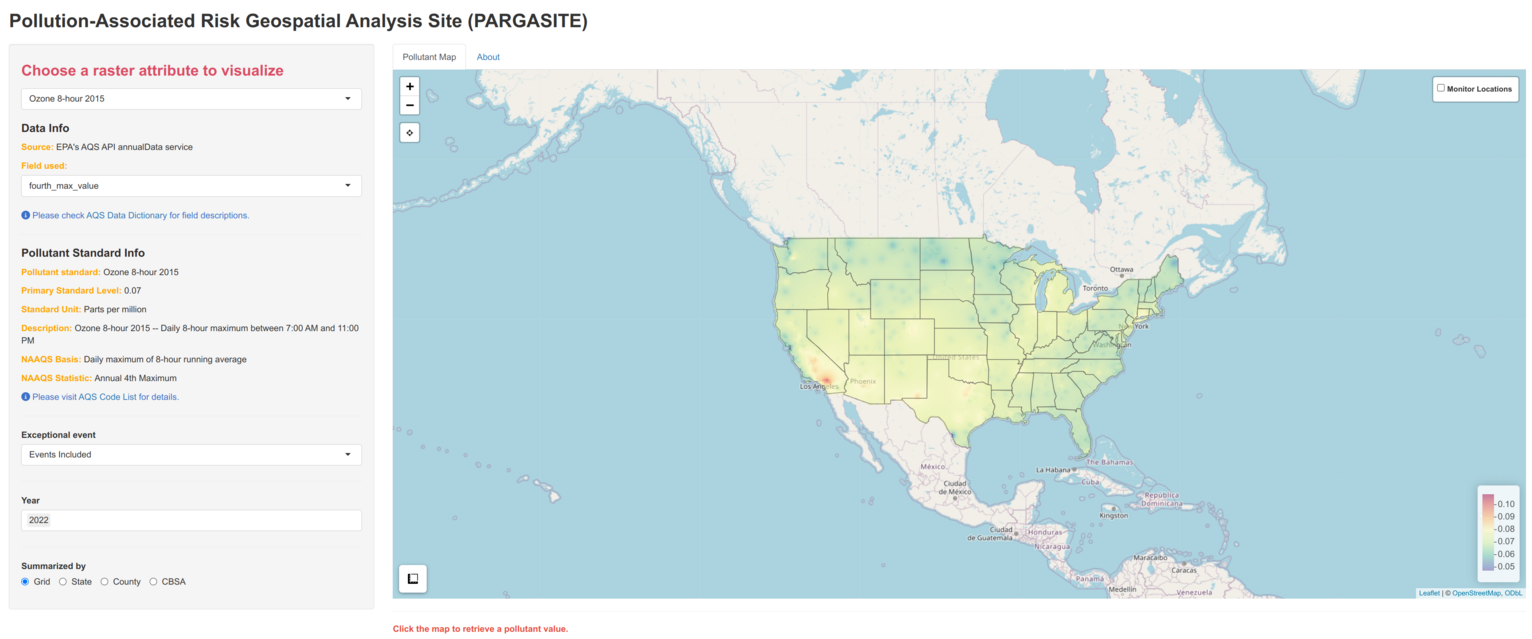 Pollution-Associated Risk Geospatial Analysis Site (PARGASITE)
Choose a raster attribute to visualize
Ozone 8-hour 2015
Data Info
Source: EPA's AQS API annualData service
Field used:
fourth_max_value
Please check AQS Data Dictionary for field descriptions.
Pollutant Standard Info
Pollutant standard: Ozone 8-hour 2015
Primary Standard Level: 0.07
Standard Unit: Parts per million
Description: Ozone 8-hour 2015 -- Daily 8-hour maximum between 7:00 AM and 11:00
PM
NAAQS Basis: Daily maximum of 8-hour running average
NAAQS Statistic: Annual 4th Maximum
Please visit AQS Code List for details.
Exceptional event
Events Included
Year
2022
Summarized by
Grid State County CBSA
Pollutant Map About
+
−
Monitor Locations
Ottawa
Toronto
New York
Washington
United States
Los Angeles
Phoenix
México
Ciudad
de México
La Habana
The Bahamas
Cuba
República
Dominicana
Kingston
Ciudad
de Guatemala
Honduras
Nicaragua
Panamá
Maracaibo
Caracas
Medellín
Venezuela
0.10
0.09
0.08
0.07
0.06
0.05
Leaflet | © OpenStreetMap, ODbL
Click the map to retrieve a pollutant value.